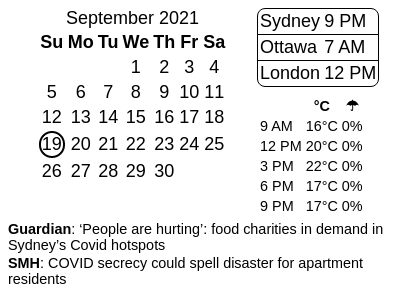 September 2021
Su Mo Tu We Th Fr Sa
1 2 3 4
5 6 7 8 9 10 11
12 13 14 15 16 17 18
19 20 21 22 23 24 25
26 27 28 29 30
Sydney 9 PM
Ottawa 7 AM
London 12 PM
°C ☂
9 AM 16°C 0%
12 PM 20°C 0%
3 PM 22°C 0%
6 PM 17°C 0%
9 PM 17°C 0%
Guardian: ‘People are hurting’: food charities in demand in
Sydney’s Covid hotspots
SMH: COVID secrecy could spell disaster for apartment
residents